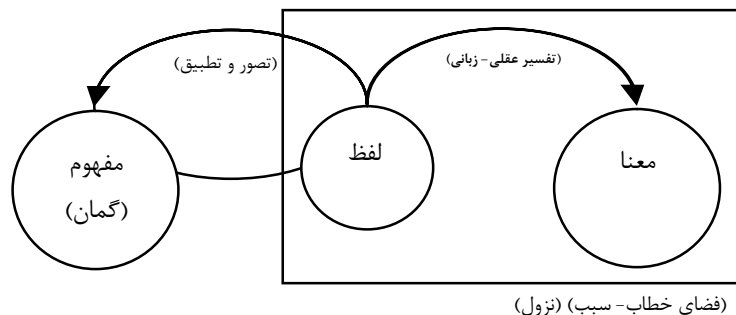 (تفسیر عقلی- زبانی)
(تصور و تطبیق)
معنا
لفظ
مفهوم
(گمان)
(فضای خطاب- سبب) (نزول)